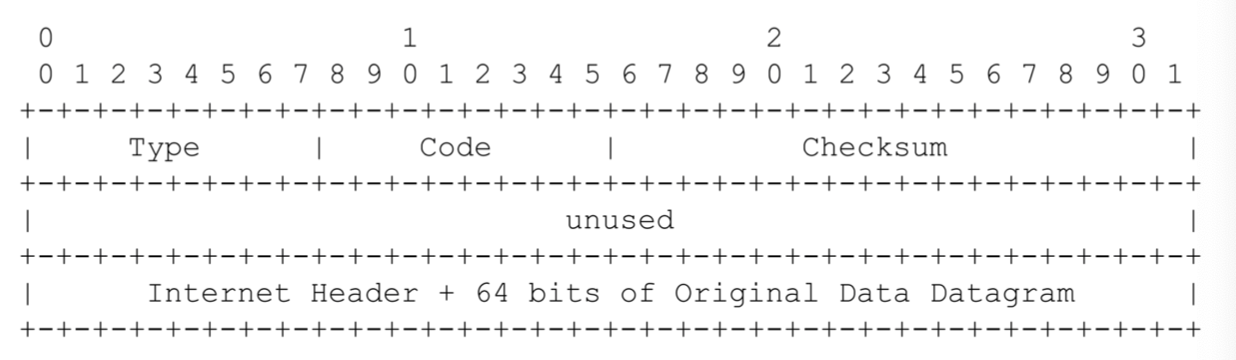 0                   1                   2                   3
 0 1 2 3 4 5 6 7 8 9 0 1 2 3 4 5 6 7 8 9 0 1 2 3 4 5 6 7 8 9 0 1
+-+-+-+-+-+-+-+-+-+-+-+-+-+-+-+-+-+-+-+-+-+-+-+-+-+-+-+-+-+-+-+-+
|     Type      |     Code      |          Checksum             |
+-+-+-+-+-+-+-+-+-+-+-+-+-+-+-+-+-+-+-+-+-+-+-+-+-+-+-+-+-+-+-+-+
|                             unused                            |
+-+-+-+-+-+-+-+-+-+-+-+-+-+-+-+-+-+-+-+-+-+-+-+-+-+-+-+-+-+-+-+-+
|      Internet Header + 64 bits of Original Data Datagram      |
+-+-+-+-+-+-+-+-+-+-+-+-+-+-+-+-+-+-+-+-+-+-+-+-+-+-+-+-+-+-+-+-+